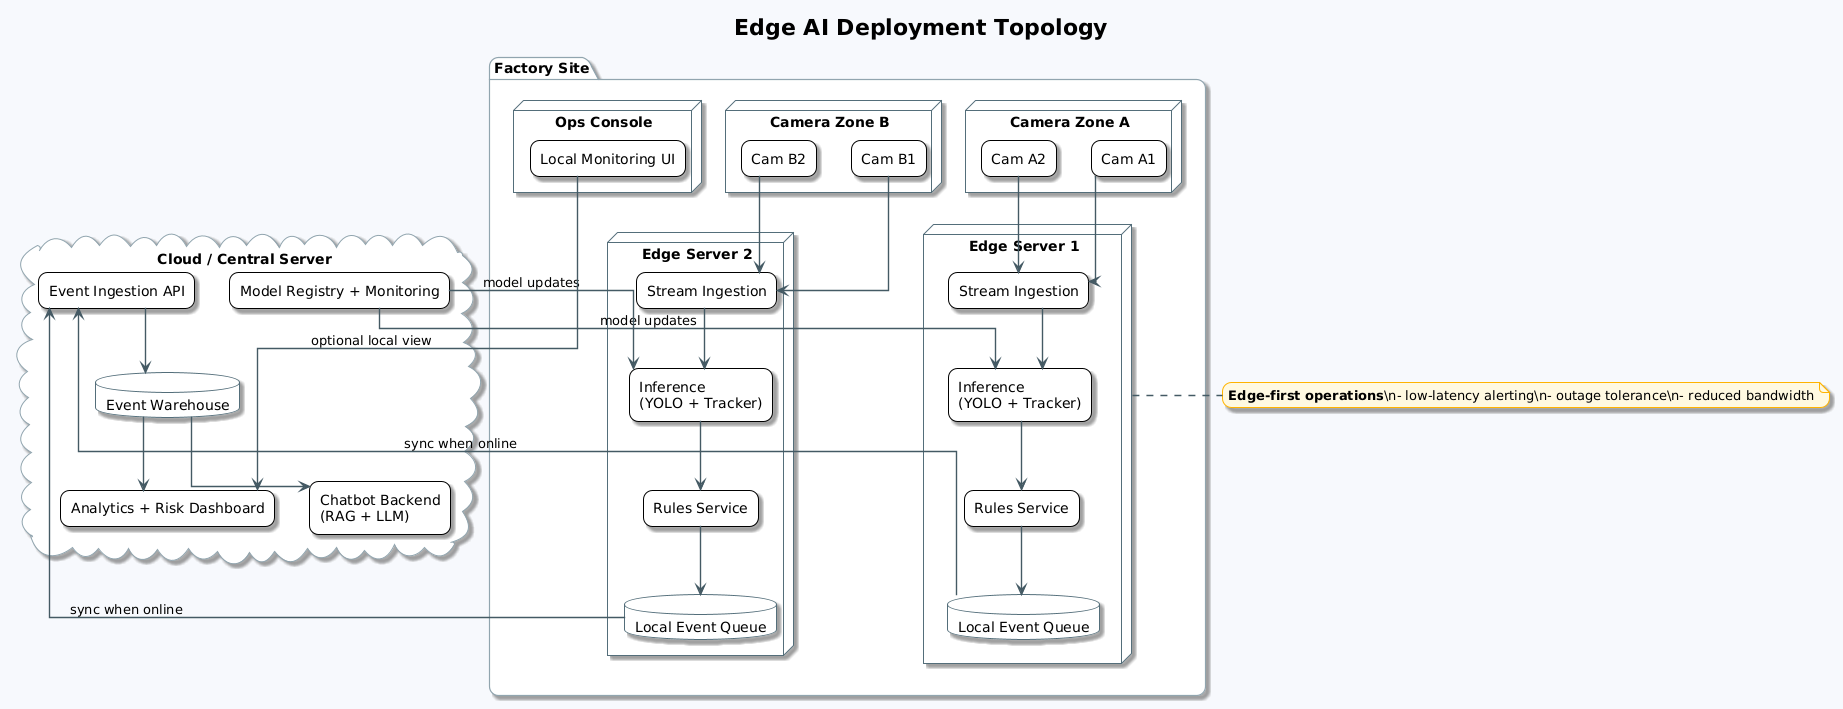 Edge AI Deployment Topology
Factory Site
Ops Console
Local Monitoring UI
Camera Zone B
Cam B2
Cam B1
Camera Zone A
Cam A2
Cam A1
Cloud / Central Server
Event Ingestion API
Model Registry + Monitoring
Event Warehouse
Analytics + Risk Dashboard
Chatbot Backend
(RAG + LLM)
model updates
model updates
optional local view
sync when online
sync when online
Edge Server 2
Stream Ingestion
Inference
(YOLO + Tracker)
Rules Service
Local Event Queue
Edge Server 1
Stream Ingestion
Inference
(YOLO + Tracker)
Rules Service
Local Event Queue
Edge-first operations\n- low-latency alerting\n- outage tolerance\n- reduced bandwidth